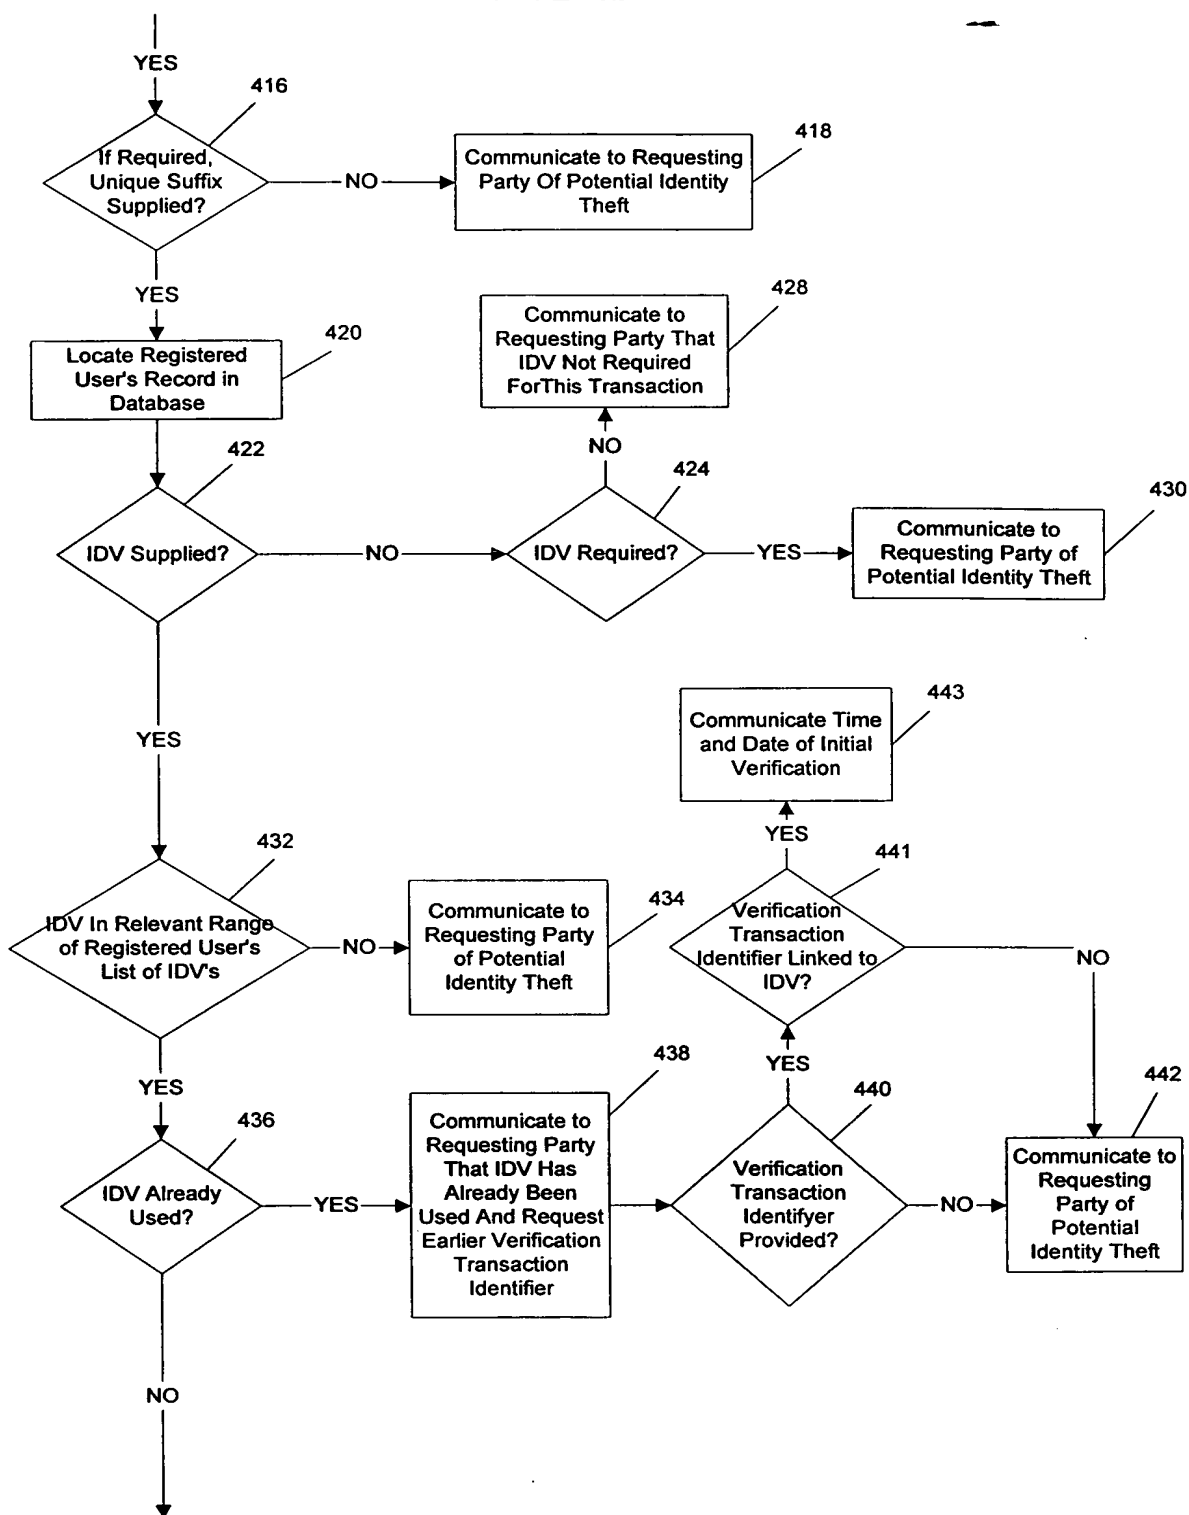 YES
416
If Required,
Unique Suffix
Supplied?
NO
418
Communicate to Requesting
Party Of Potential Identity
Theft
YES
420
Locate Registered
User's Record in
Database
428
Communicate to
Requesting Party That
IDV Not Required
ForThis Transaction
NO
422
IDV Supplied?
NO
424
IDV Required?
YES
430
Communicate to
Requesting Party of
Potential Identity Theft
YES
443
Communicate Time
and Date of Initial
Verification
YES
432
IDV In Relevant Range
of Registered User's
List of IDV's
NO
434
Communicate to
Requesting Party
of Potential
Identity Theft
441
Verification
Transaction
Identifier Linked to
IDV?
NO
YES
YES
436
IDV Already
Used?
YES
438
Communicate to
Requesting Party
That IDV Has
Already Been
Used And Request
Earlier Verification
Transaction
Identifier
440
Verification
Transaction
Identifyer
Provided?
NO
442
Communicate to
Requesting
Party of
Potential
Identity Theft
NO